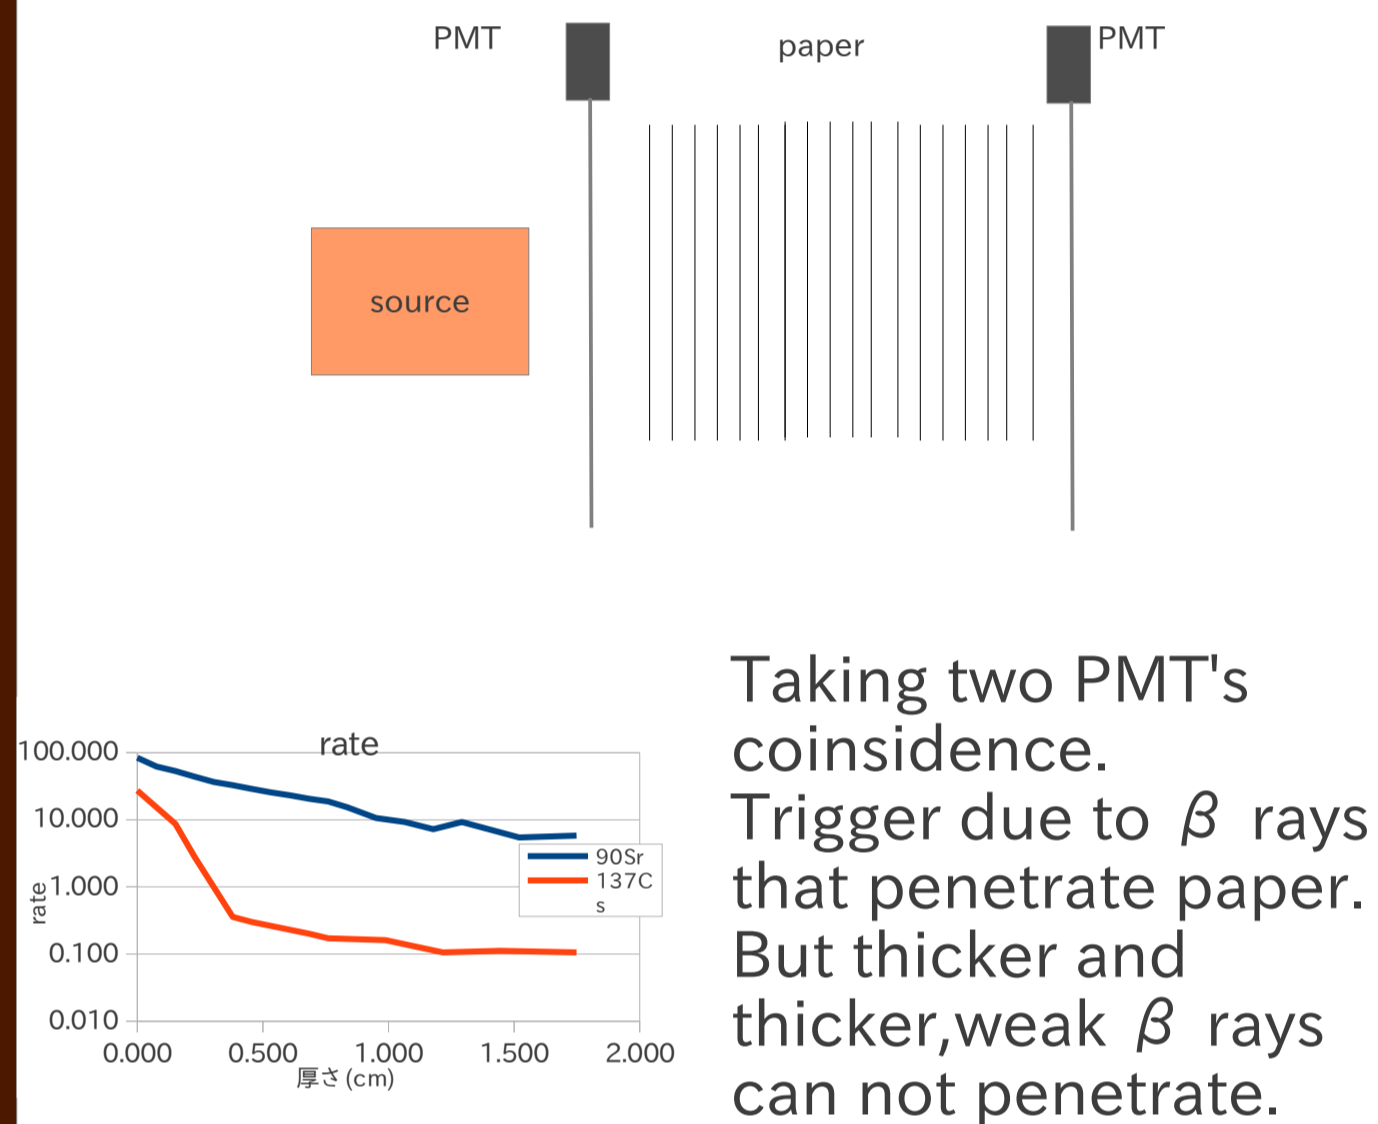 PMT
paper
PMT
source
Taking two PMT's
coinsidence.
Trigger due to β rays
that penetrate paper.
But thicker and
thicker,weak β rays
can not penetrate.
rate
100.000
10.000
1.000
0.100
0.010
rate
90Sr
137C
s
0.000 0.500 1.000 1.500 2.000
厚さ(cm)